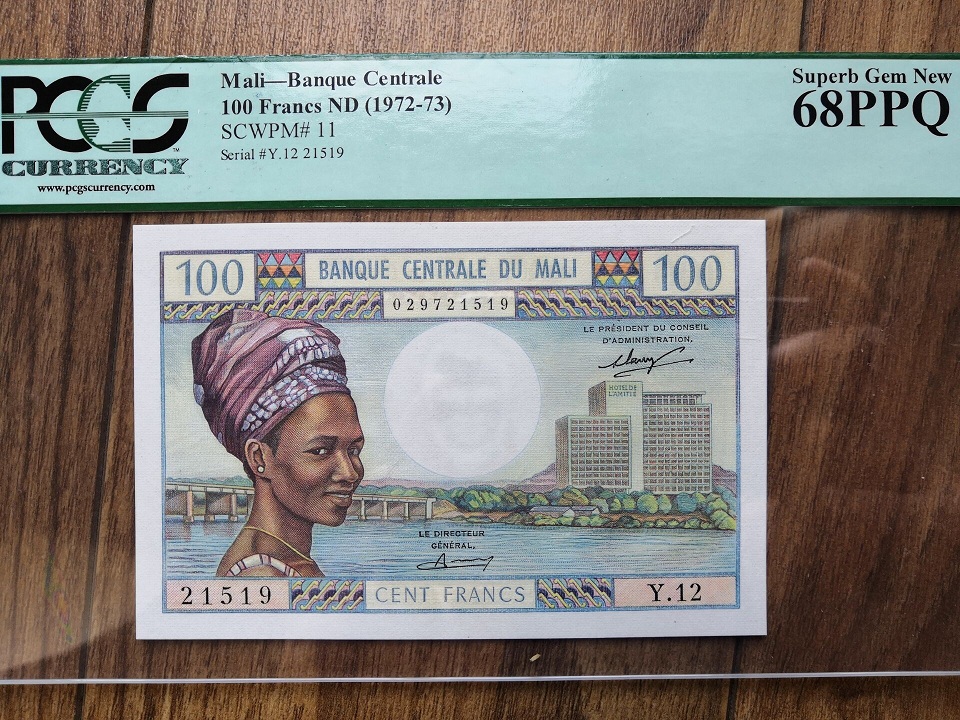 PCGS
CURRENCY
TM
www.pcgscurrency.com
Mali—Banque Centrale
100 Francs ND (1972-73)
SCWPM# 11
Serial #Y.12 21519
Superb Gem New
68PPQ
100
BANQUE CENTRALE DU MALI
100
029721519
LE PRÉSIDENT DU CONSEIL
D'ADMINISTRATION,
HOTEL DE
L'AMITIÉ
LE DIRECTEUR
GÉNÉRAL,
21519
CENT FRANCS
Y.12